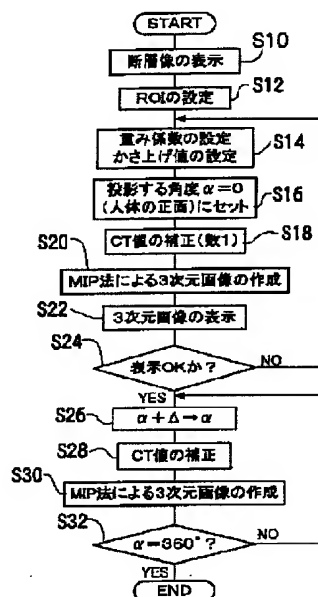 START
S10
断層像の表示
S12
ROIの設定
S14
重み係数の設定
かさ上げ値の設定
S16
投影する角度α=0
(人体の正面)にセット
S18
CT値の補正(数1)
S20
MIP法による3次元画像の作成
S22
3次元画像の表示
S24
表示OKか?
NO
YES
S26
α+Δ→α
S28
CT値の補正
S30
MIP法による3次元画像の作成
S32
α=360°?
NO
YES
END